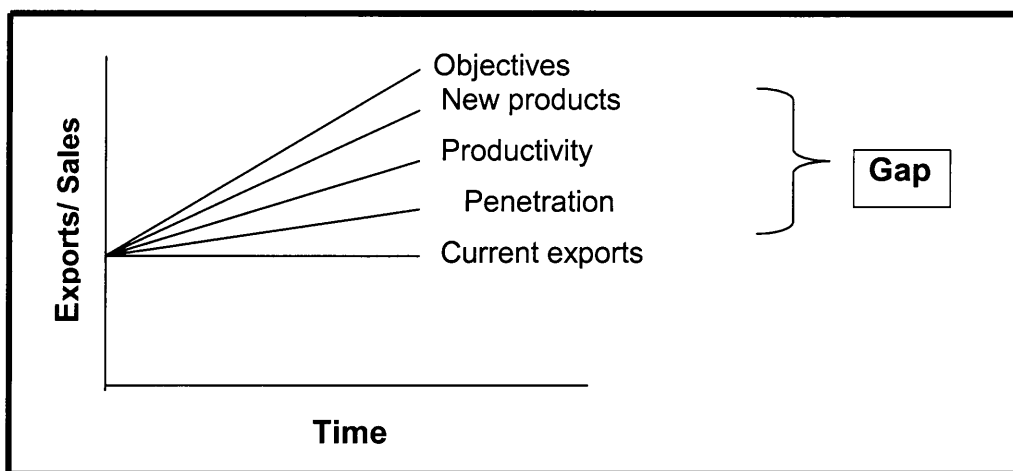 Objectives
New products
Productivity
Penetration
Current exports
Gap
Exports/ Sales
Time